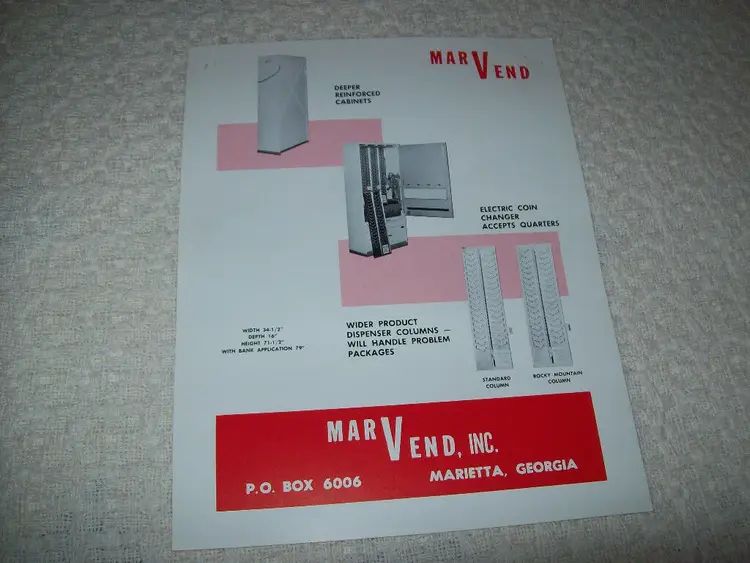 MARVEND
DEEPER
REINFORCED
CABINETS
ELECTRIC COIN
CHANGER
ACCEPTS QUARTERS
WIDTH 34-1/2"
DEPTH 16"
HEIGHT 71-1/2"
WITH BANK APPLICATION 79"
WIDER PRODUCT
DISPENSER COLUMNS —
WILL HANDLE PROBLEM
PACKAGES
STANDARD
COLUMN
ROCKY MOUNTAIN
COLUMN
MARVEND, INC.
P.O. BOX 6006
MARIETTA, GEORGIA